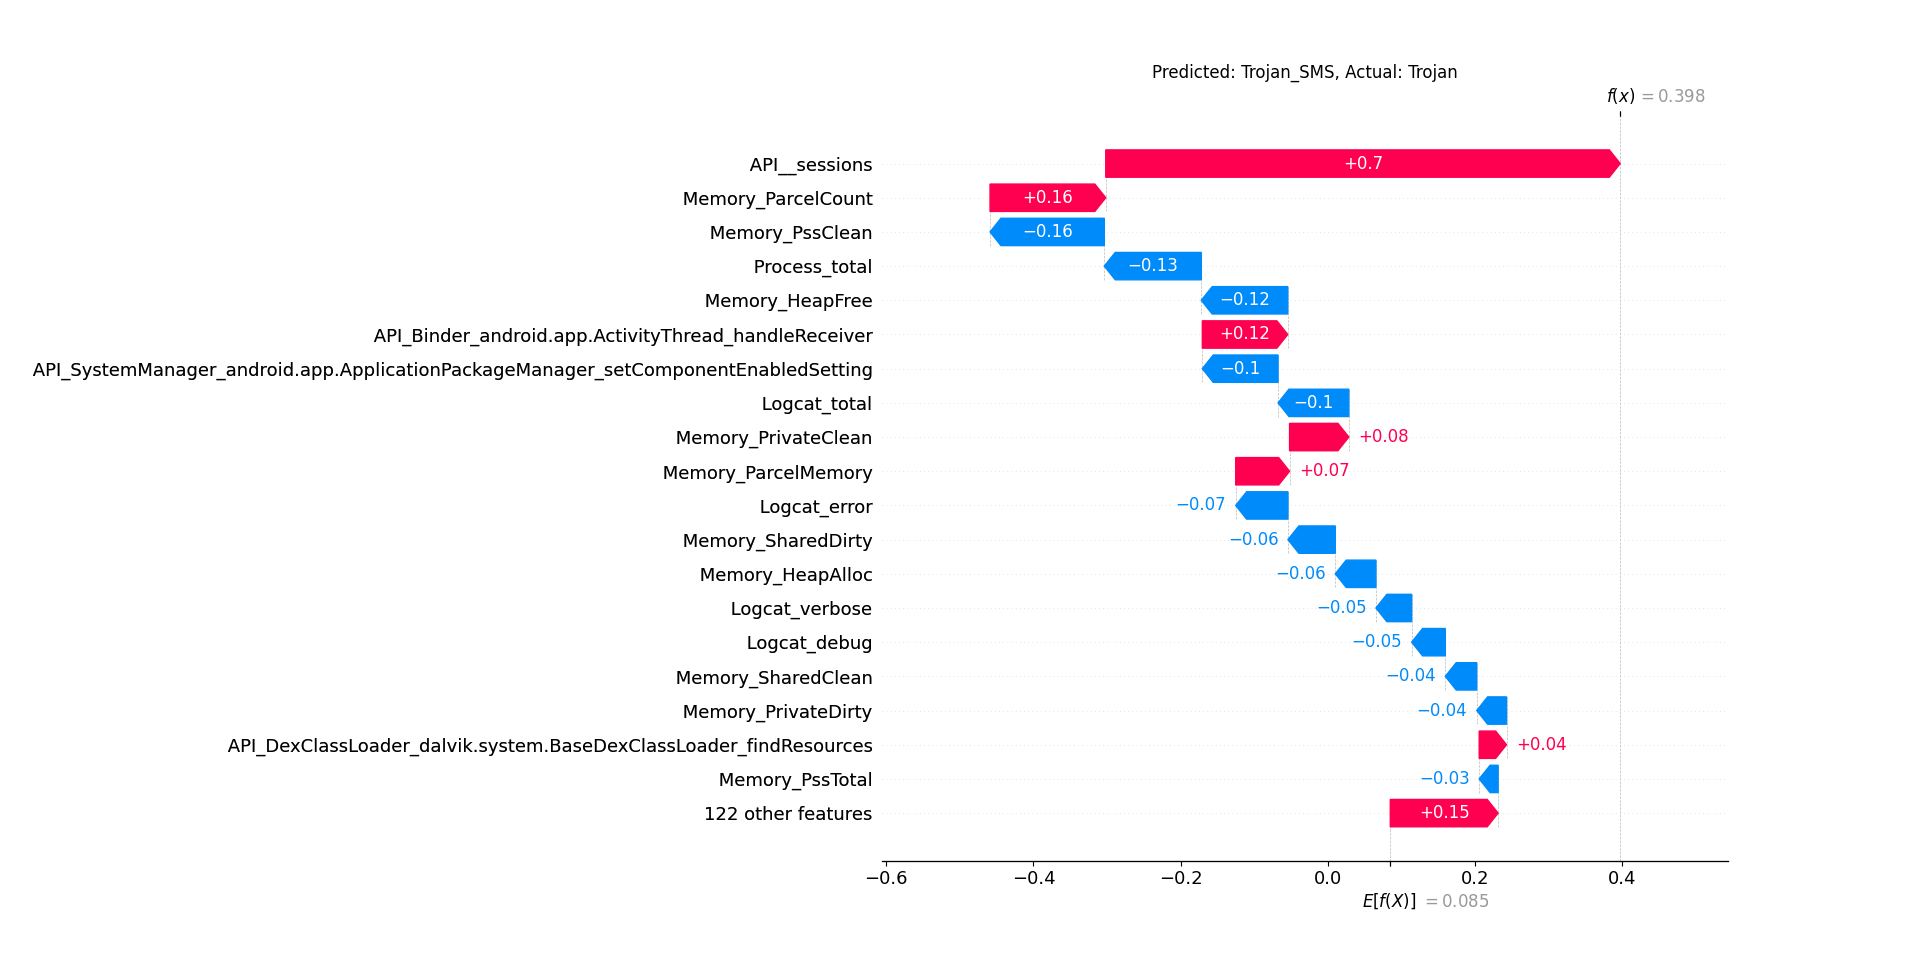 Predicted: Trojan_SMS, Actual: Trojan
f(x) = 0.398
API__sessions +0.7
Memory_ParcelCount +0.16
Memory_PssClean −0.16
Process_total −0.13
Memory_HeapFree −0.12
API_Binder_android.app.ActivityThread_handleReceiver +0.12
API_SystemManager_android.app.ApplicationPackageManager_setComponentEnabledSetting −0.1
Logcat_total −0.1
Memory_PrivateClean +0.08
Memory_ParcelMemory +0.07
Logcat_error −0.07
Memory_SharedDirty −0.06
Memory_HeapAlloc −0.06
Logcat_verbose −0.05
Logcat_debug −0.05
Memory_SharedClean −0.04
Memory_PrivateDirty −0.04
API_DexClassLoader_dalvik.system.BaseDexClassLoader_findResources +0.04
Memory_PssTotal −0.03
122 other features +0.15
−0.6 −0.4 −0.2 0.0 0.2 0.4
E[f(X)] = 0.085